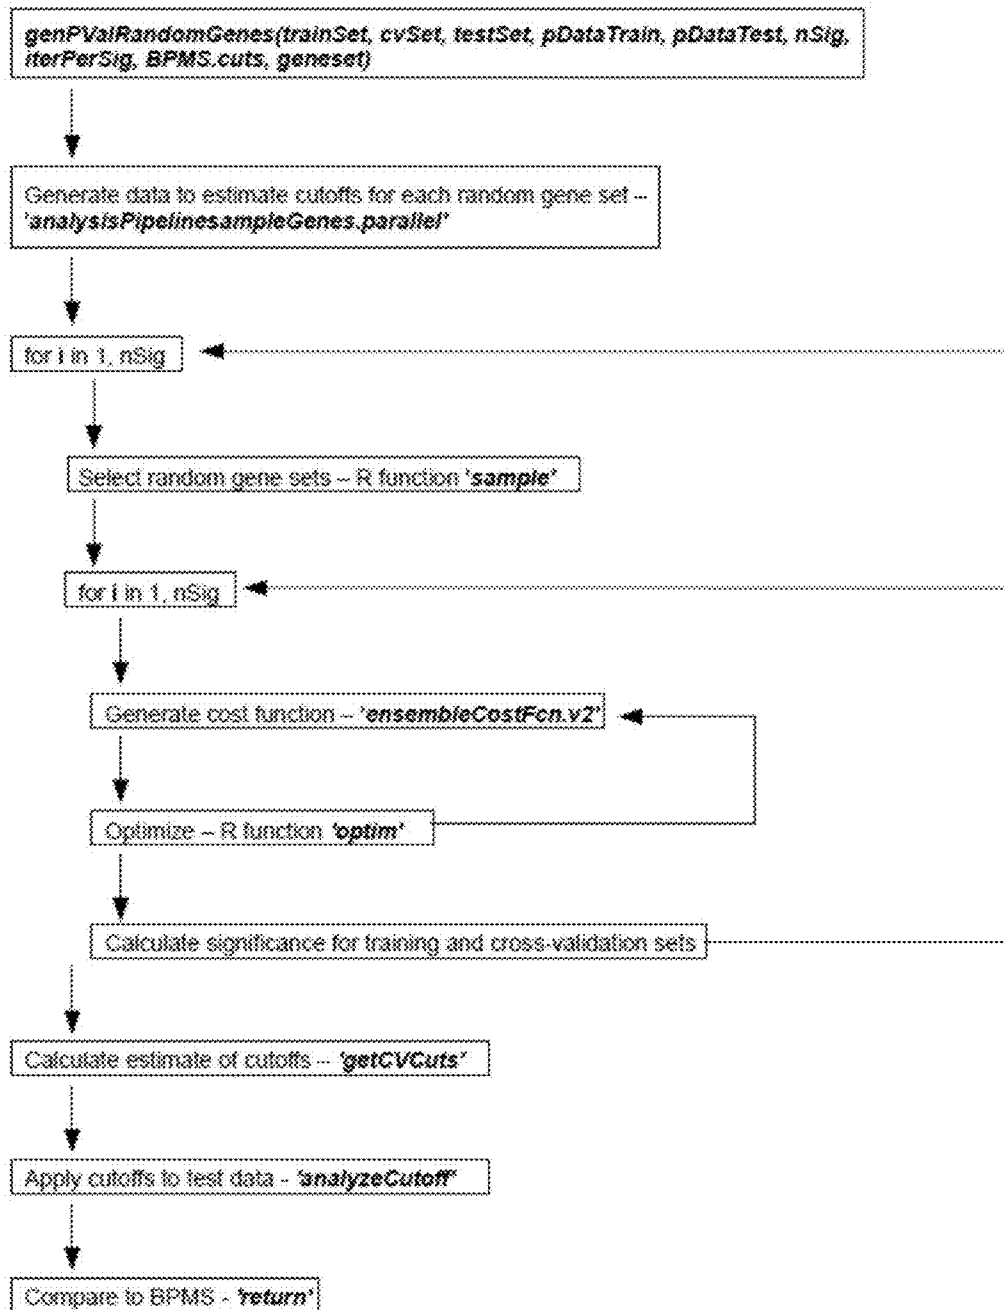 genPValRandomGenes(trainSet, cvSet, testSet, pDataTrain, pDataTest, nSig,
iterPerSig, BPMS.cuts, geneset)
Generate data to estimate cutoffs for each random gene set –
'analysisPipelinesampleGenes.parallel'
for i in 1, nSig
Select random gene sets – R function 'sample'
for i in 1, nSig
Generate cost function – 'ensembleCostFcn.v2'
Optimize – R function 'optim'
Calculate significance for training and cross-validation sets
Calculate estimate of cutoffs – 'getCVCuts'
Apply cutoffs to test data - 'analyzeCutoff'
Compare to BPMS - 'return'